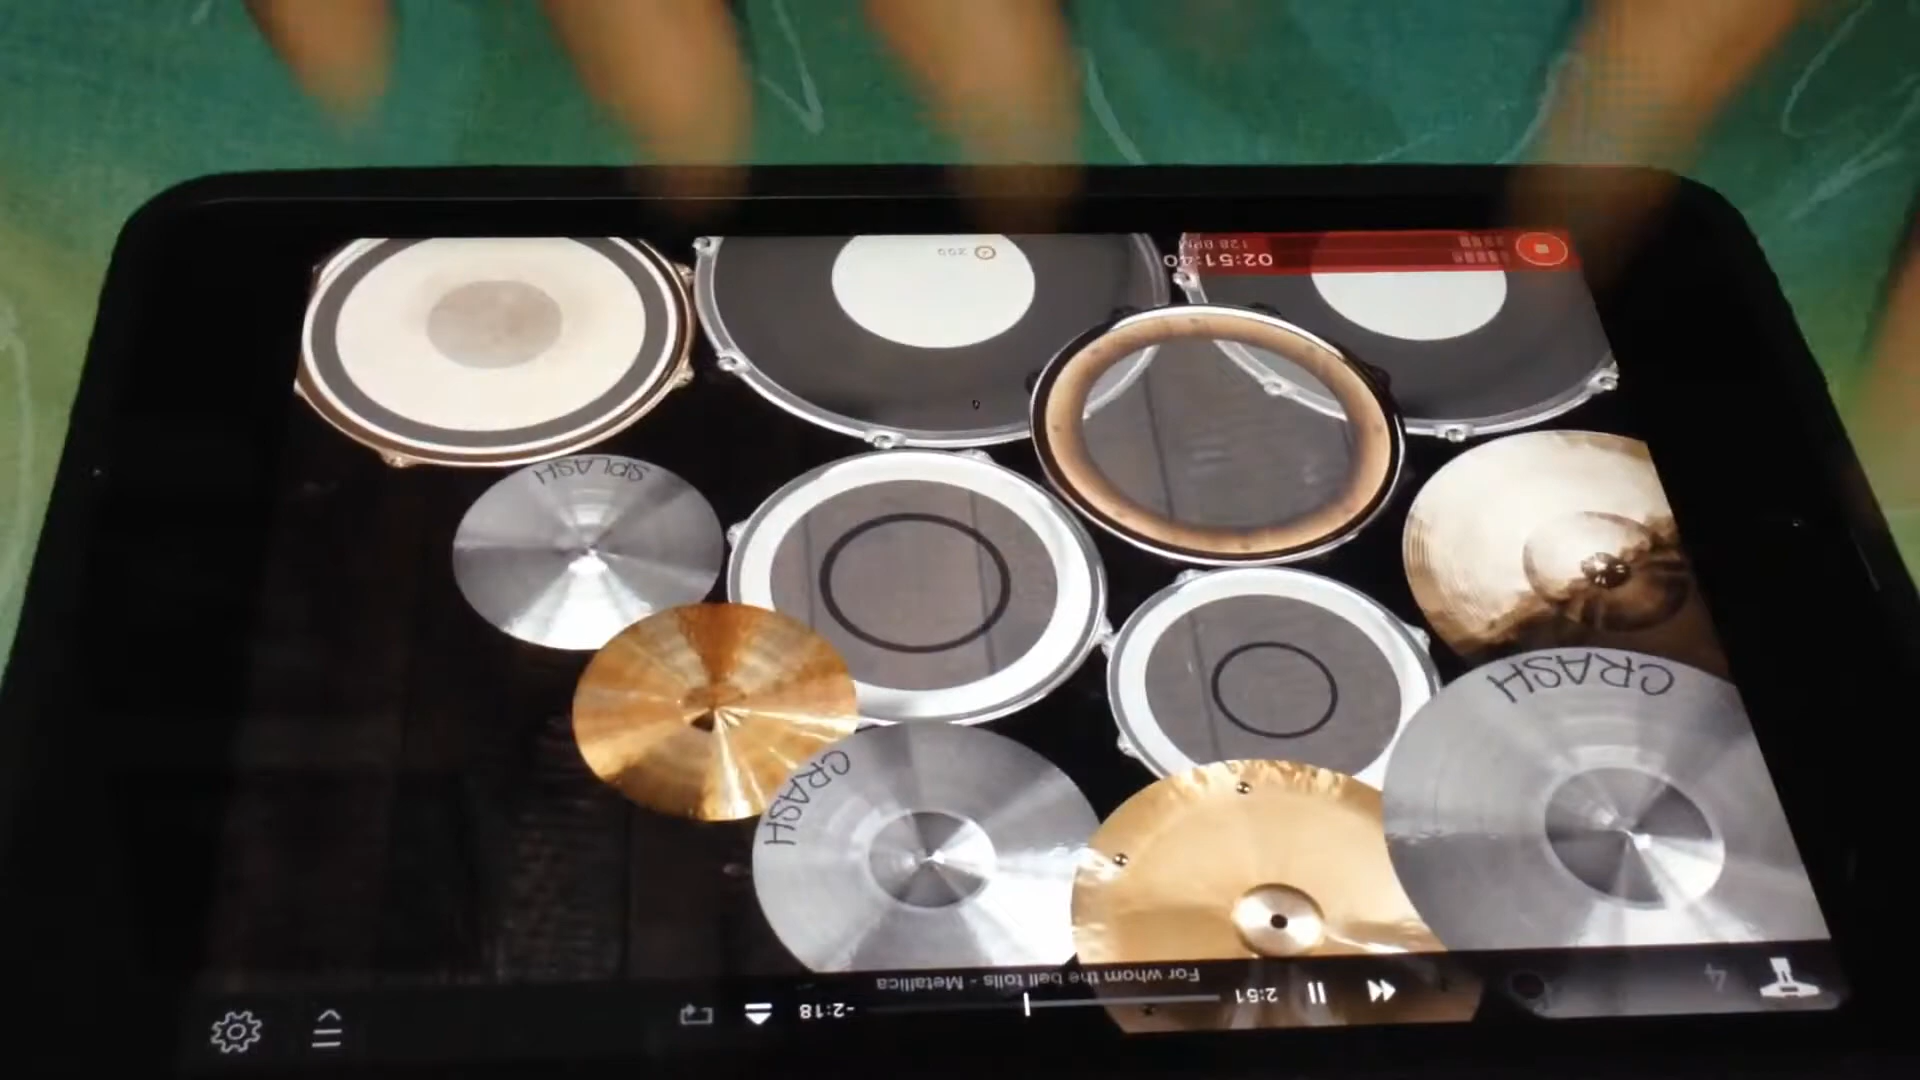 128 BPM
02:51:40
200
SPLASH
CRASH
CRASH
For whom the bell tolls - Metallica
2:51
-2:18
4